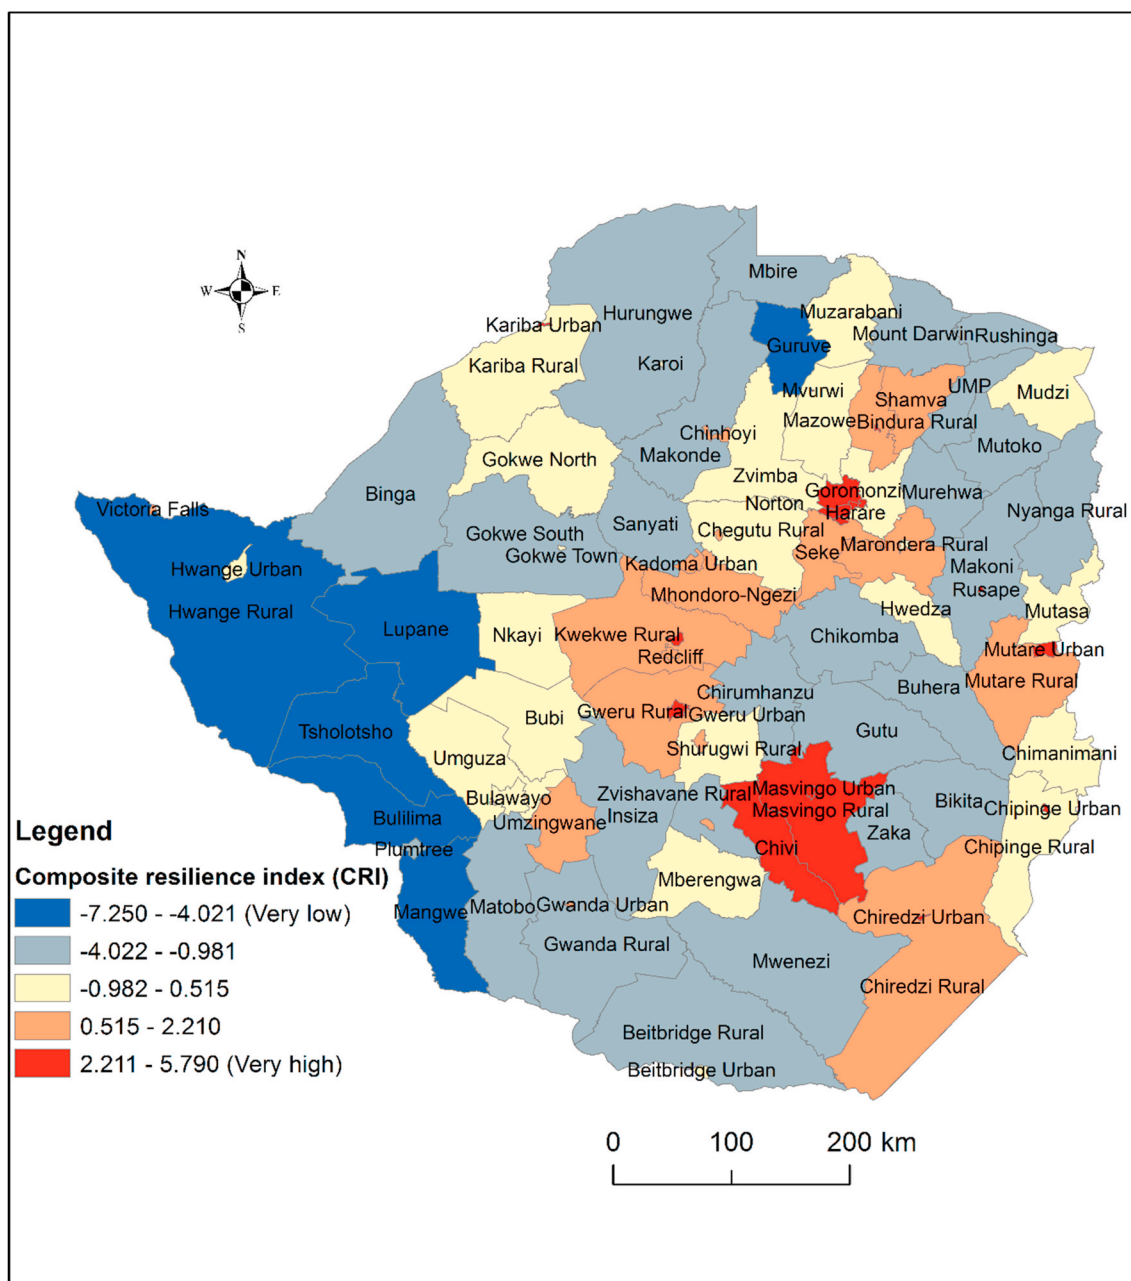 N
W E
S
Mbire
Hurungwe
Muzarabani
Kariba Urban
Mount Darwin
Rushinga
Guruve
Kariba Rural
Karoi
Mvurwi
UMP
Mudzi
Shamva
Mazowe
Bindura Rural
Chinhoyi
Mutoko
Makonde
Gokwe North
Zvimba
Goromonzi
Murehwa
Binga
Victoria Falls
Norton
Harare
Nyanga Rural
Sanyati
Gokwe South
Chegutu Rural
Gokwe Town
Seke
Marondera Rural
Kadoma Urban
Makoni
Hwange Urban
Mhondoro-Ngezi
Rusape
Hwange Rural
Hwedza
Mutasa
Lupane
Nkayi
Kwekwe Rural
Chikomba
Redcliff
Mutare Urban
Mutare Rural
Buhera
Chirumhanzu
Gweru Rural
Gweru Urban
Tsholotsho
Bubi
Gutu
Shurugwi Rural
Chimanimani
Umguza
Masvingo Urban
Zvishavane Rural
Bulawayo
Bikita
Chipinge Urban
Masvingo Rural
Bulilima
Umzingwane
Insiza
Zaka
Chipinge Rural
Plumtree
Chivi
Mberengwa
Mangwe
Matobo
Gwanda Urban
Chiredzi Urban
Gwanda Rural
Mwenezi
Chiredzi Rural
Beitbridge Rural
Beitbridge Urban
Legend
Composite resilience index (CRI)
-7.250 - -4.021 (Very low)
-4.022 - -0.981
-0.982 - 0.515
0.515 - 2.210
2.211 - 5.790 (Very high)
0 100 200 km